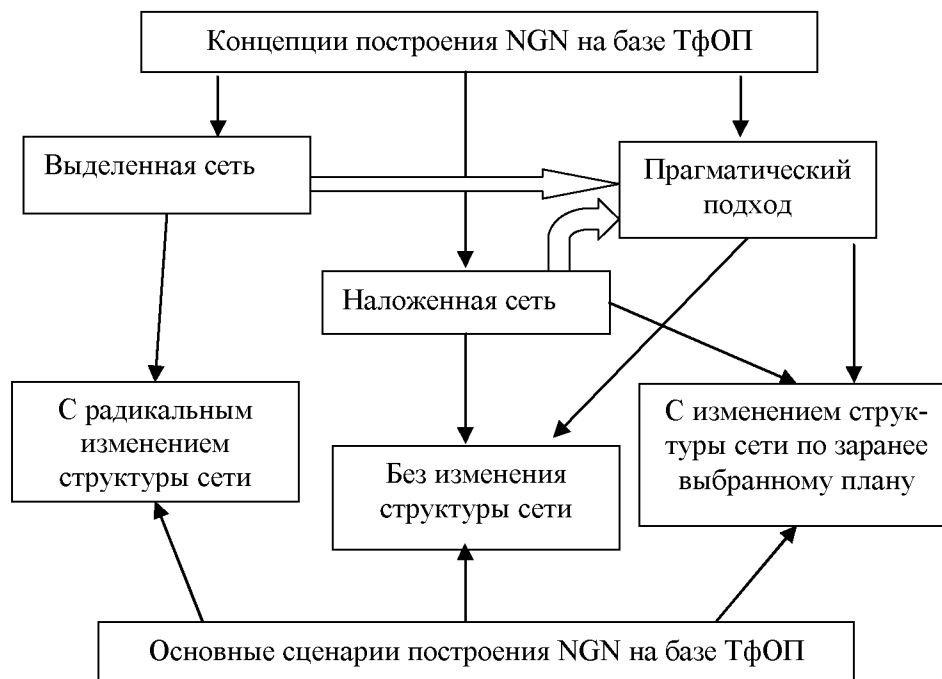 Концепции построения NGN на базе ТфОП
Выделенная сеть
Прагматический
подход
Наложенная сеть
С радикальным
изменением
структуры сети
Без изменения
структуры сети
С изменением струк-
туры сети по заранее
выбранному плану
Основные сценарии построения NGN на базе ТфОП